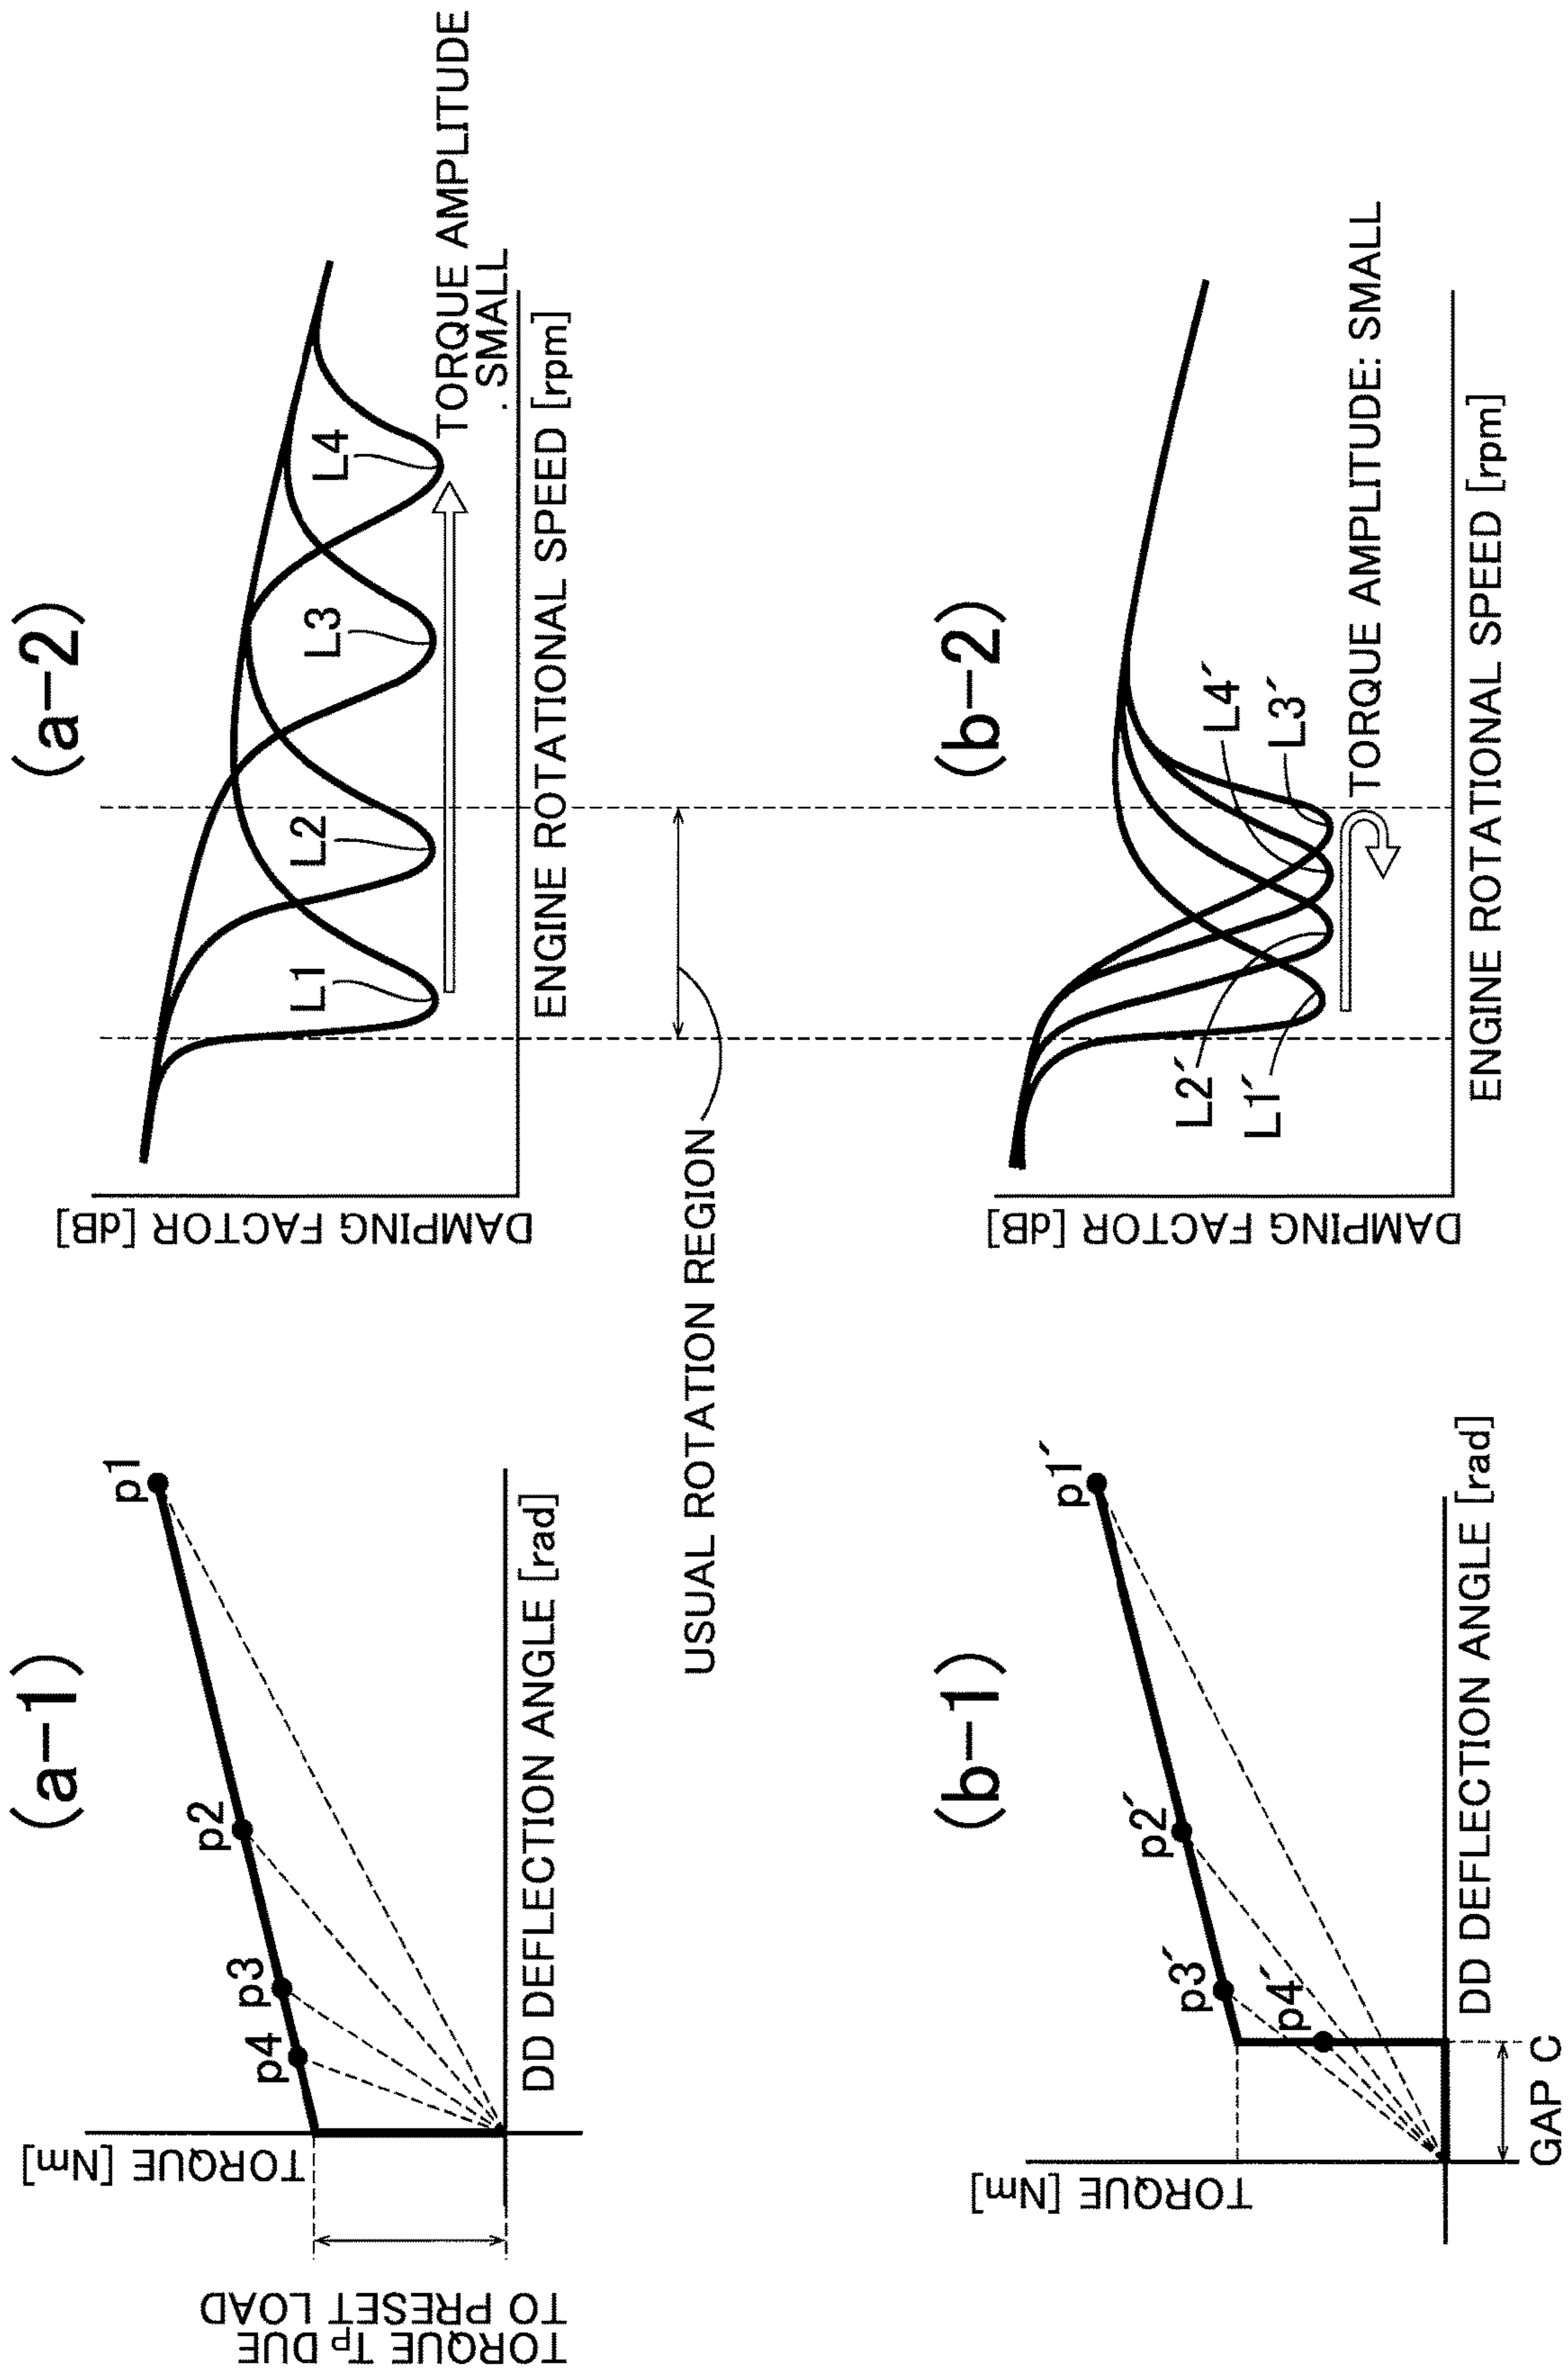 (a-1)
TORQUE [Nm]
TORQUE Tp DUE
TO PRESET LOAD
p4
p3
p2
p1
DD DEFLECTION ANGLE [rad]
(a-2)
DAMPING FACTOR [dB]
L1
L2
L3
L4
TORQUE AMPLITUDE
: SMALL
ENGINE ROTATIONAL SPEED [rpm]
USUAL ROTATION REGION
(b-1)
TORQUE [Nm]
p4´
p3´
p2´
p1´
DD DEFLECTION ANGLE [rad]
GAP C
(b-2)
DAMPING FACTOR [dB]
L2´
L1´
L4´
L3´
TORQUE AMPLITUDE: SMALL
ENGINE ROTATIONAL SPEED [rpm]